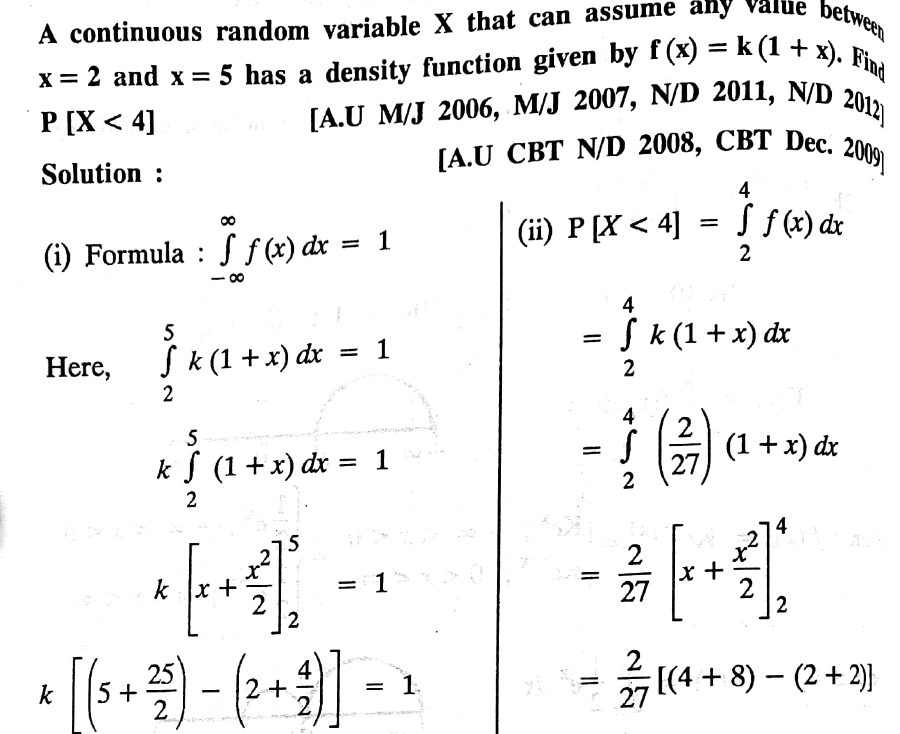 A continuous random variable X that can assume any value between
x = 2 and x = 5 has a density function given by f (x) = k (1 + x). Find
P [X < 4] [A.U M/J 2006, M/J 2007, N/D 2011, N/D 2012]
[A.U CBT N/D 2008, CBT Dec. 2009]
Solution :
(i) Formula : ∫_{-∞}^{∞} f (x) dx = 1
Here, ∫_{2}^{5} k (1 + x) dx = 1
k ∫_{2}^{5} (1 + x) dx = 1
k [x + x²/2]_{2}^{5} = 1
k [(5 + 25/2) − (2 + 4/2)] = 1
(ii) P [X < 4] = ∫_{2}^{4} f (x) dx
= ∫_{2}^{4} k (1 + x) dx
= ∫_{2}^{4} (2/27) (1 + x) dx
= 2/27 [x + x²/2]_{2}^{4}
= 2/27 [(4 + 8) − (2 + 2)]